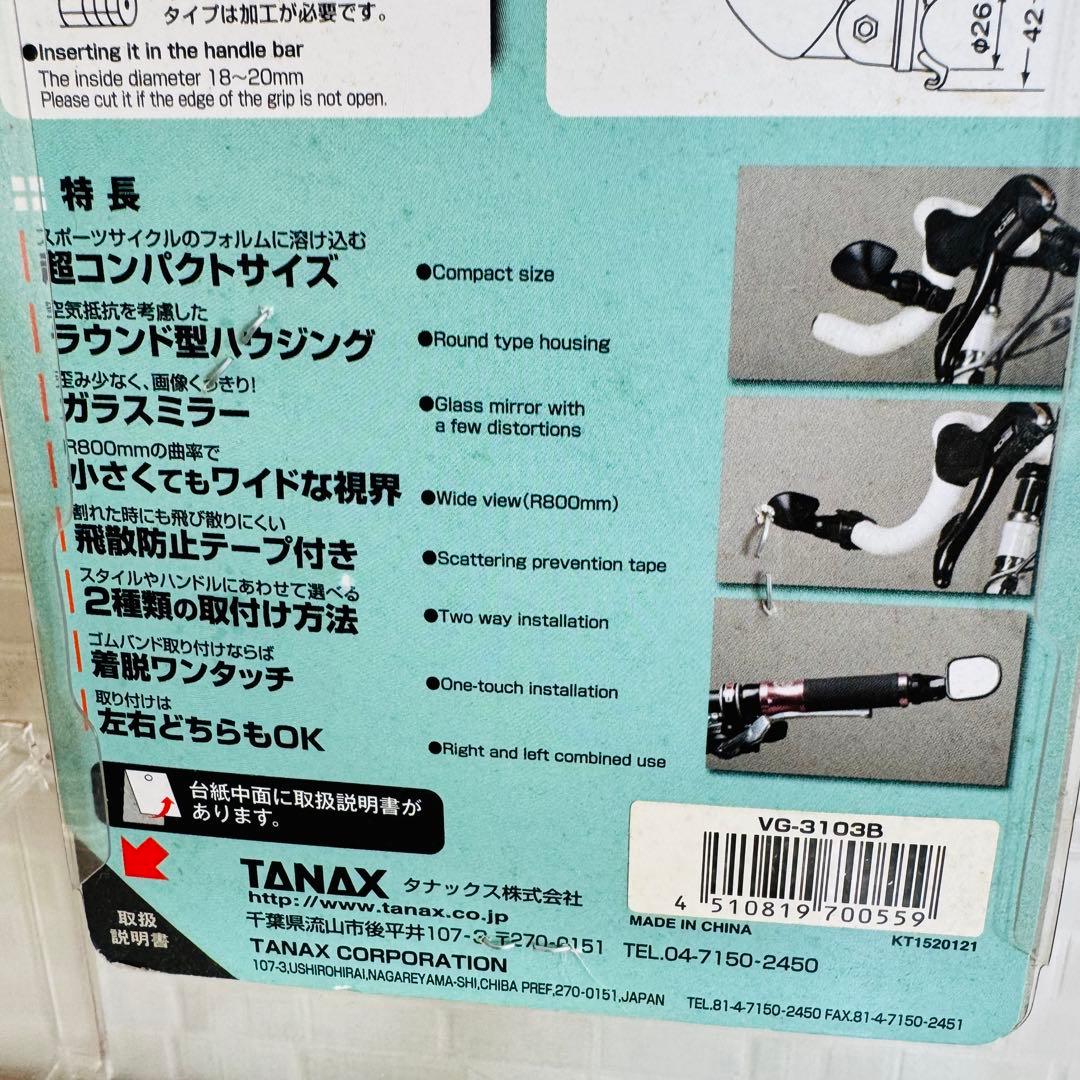 タイプは加工が必要です。
●Inserting it in the handle bar
The inside diameter 18〜20mm
Please cut it if the edge of the grip is not open.
φ26
42
特長
スポーツサイクルのフォルムに溶け込む
超コンパクトサイズ
●Compact size
空気抵抗を考慮した
ラウンド型ハウジング
●Round type housing
歪み少なく、画像くっきり!
ガラスミラー
●Glass mirror with
a few distortions
R800mmの曲率で
小さくてもワイドな視界
●Wide view(R800mm)
割れた時にも飛び散りにくい
飛散防止テープ付き
●Scattering prevention tape
スタイルやハンドルにあわせて選べる
2種類の取付け方法
●Two way installation
ゴムバンド取り付けならば
着脱ワンタッチ
●One-touch installation
取り付けは
左右どちらもOK
●Right and left combined use
台紙中面に取扱説明書が
あります。
取扱
説明書
TANAX タナックス株式会社
http://www.tanax.co.jp
千葉県流山市後平井107-3 〒270-0151 TEL.04-7150-2450
TANAX CORPORATION
107-3,USHIROHIRAI,NAGAREYAMA-SHI,CHIBA PREF,270-0151,JAPAN TEL.81-4-7150-2450 FAX.81-4-7150-2451
VG-3103B
4 510819 700559
MADE IN CHINA
KT1520121